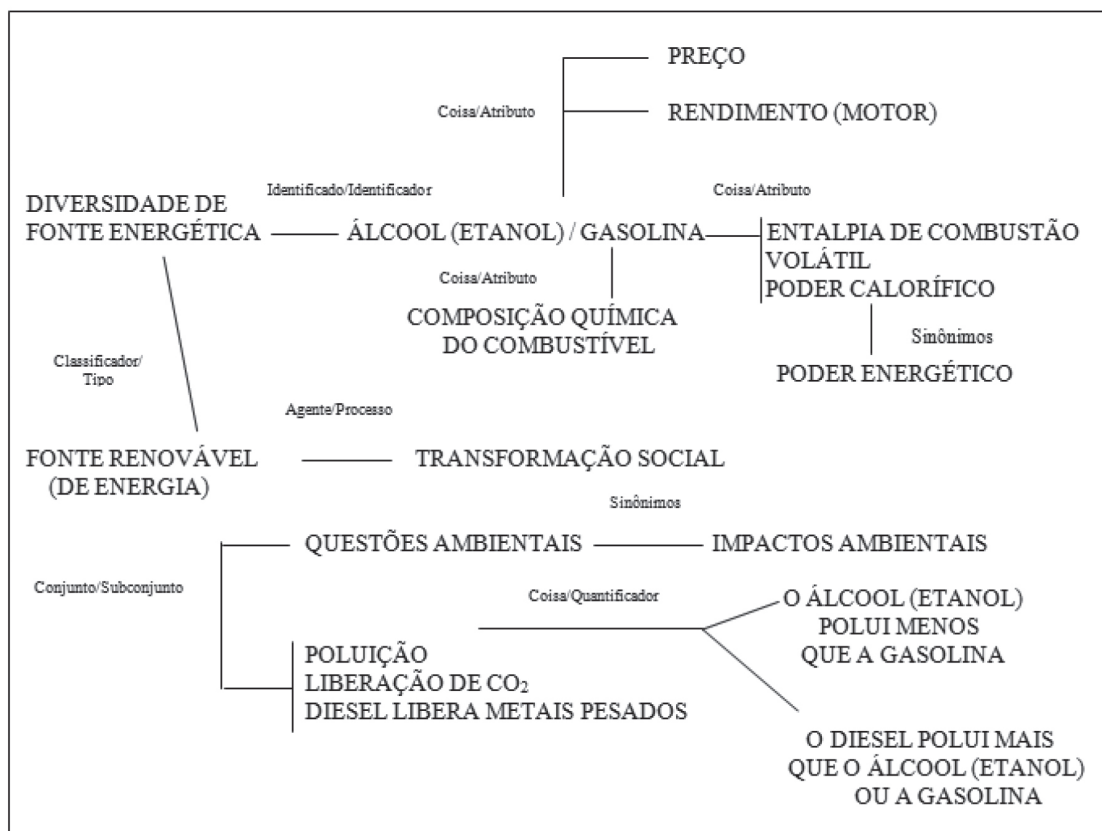 PREÇO
Coisa/Atributo
RENDIMENTO (MOTOR)
Identificado/Identificador
Coisa/Atributo
DIVERSIDADE DE
FONTE ENERGÉTICA
ÁLCOOL (ETANOL) / GASOLINA
ENTALPIA DE COMBUSTÃO
VOLÁTIL
PODER CALORÍFICO
Coisa/Atributo
COMPOSIÇÃO QUÍMICA
DO COMBUSTÍVEL
Sinônimos
PODER ENERGÉTICO
Classificador/
Tipo
Agente/Processo
FONTE RENOVÁVEL
(DE ENERGIA)
TRANSFORMAÇÃO SOCIAL
Sinônimos
QUESTÕES AMBIENTAIS
IMPACTOS AMBIENTAIS
Conjunto/Subconjunto
Coisa/Quantificador
O ÁLCOOL (ETANOL)
POLUI MENOS
QUE A GASOLINA
POLUIÇÃO
LIBERAÇÃO DE CO₂
DIESEL LIBERA METAIS PESADOS
O DIESEL POLUI MAIS
QUE O ÁLCOOL (ETANOL)
OU A GASOLINA